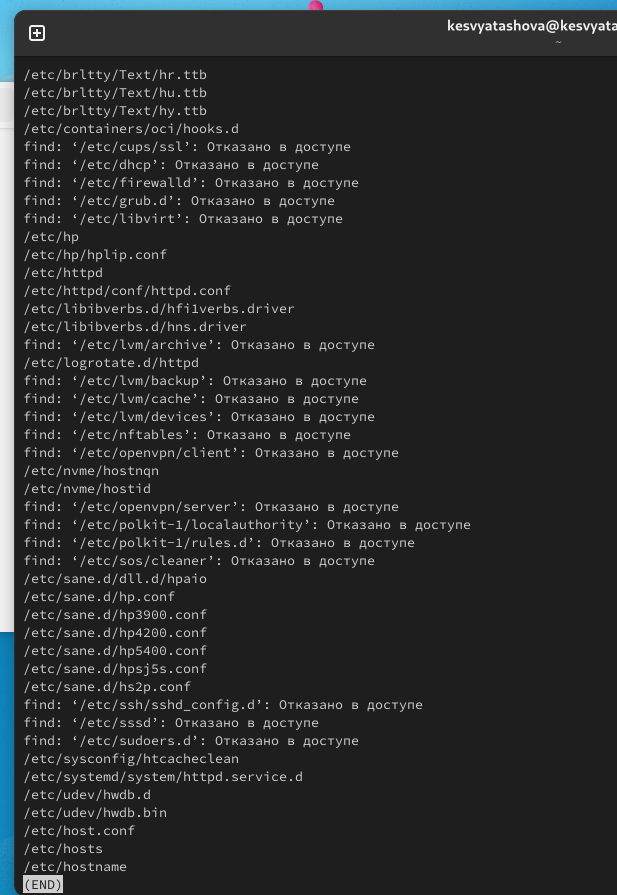 kesvyatashova@kesvyata
~
/etc/brltty/Text/hr.ttb
/etc/brltty/Text/hu.ttb
/etc/brltty/Text/hy.ttb
/etc/containers/oci/hooks.d
find: ‘/etc/cups/ssl’: Отказано в доступе
find: ‘/etc/dhcp’: Отказано в доступе
find: ‘/etc/firewalld’: Отказано в доступе
find: ‘/etc/grub.d’: Отказано в доступе
find: ‘/etc/libvirt’: Отказано в доступе
/etc/hp
/etc/hp/hplip.conf
/etc/httpd
/etc/httpd/conf/httpd.conf
/etc/libibverbs.d/hfi1verbs.driver
/etc/libibverbs.d/hns.driver
find: ‘/etc/lvm/archive’: Отказано в доступе
/etc/logrotate.d/httpd
find: ‘/etc/lvm/backup’: Отказано в доступе
find: ‘/etc/lvm/cache’: Отказано в доступе
find: ‘/etc/lvm/devices’: Отказано в доступе
find: ‘/etc/nftables’: Отказано в доступе
find: ‘/etc/openvpn/client’: Отказано в доступе
/etc/nvme/hostnqn
/etc/nvme/hostid
find: ‘/etc/openvpn/server’: Отказано в доступе
find: ‘/etc/polkit-1/localauthority’: Отказано в доступе
find: ‘/etc/polkit-1/rules.d’: Отказано в доступе
find: ‘/etc/sos/cleaner’: Отказано в доступе
/etc/sane.d/dll.d/hpaio
/etc/sane.d/hp.conf
/etc/sane.d/hp3900.conf
/etc/sane.d/hp4200.conf
/etc/sane.d/hp5400.conf
/etc/sane.d/hpsj5s.conf
/etc/sane.d/hs2p.conf
find: ‘/etc/ssh/sshd_config.d’: Отказано в доступе
find: ‘/etc/sssd’: Отказано в доступе
find: ‘/etc/sudoers.d’: Отказано в доступе
/etc/sysconfig/htcacheclean
/etc/systemd/system/httpd.service.d
/etc/udev/hwdb.d
/etc/udev/hwdb.bin
/etc/host.conf
/etc/hosts
/etc/hostname
(END)